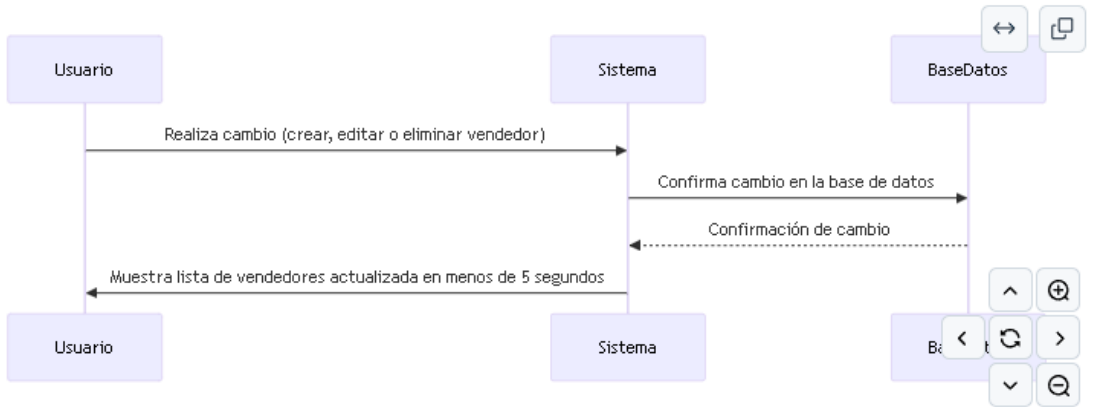 Usuario
Sistema
BaseDatos
Realiza cambio (crear, editar o eliminar vendedor)
Confirma cambio en la base de datos
Confirmación de cambio
Muestra lista de vendedores actualizada en menos de 5 segundos
Usuario
Sistema